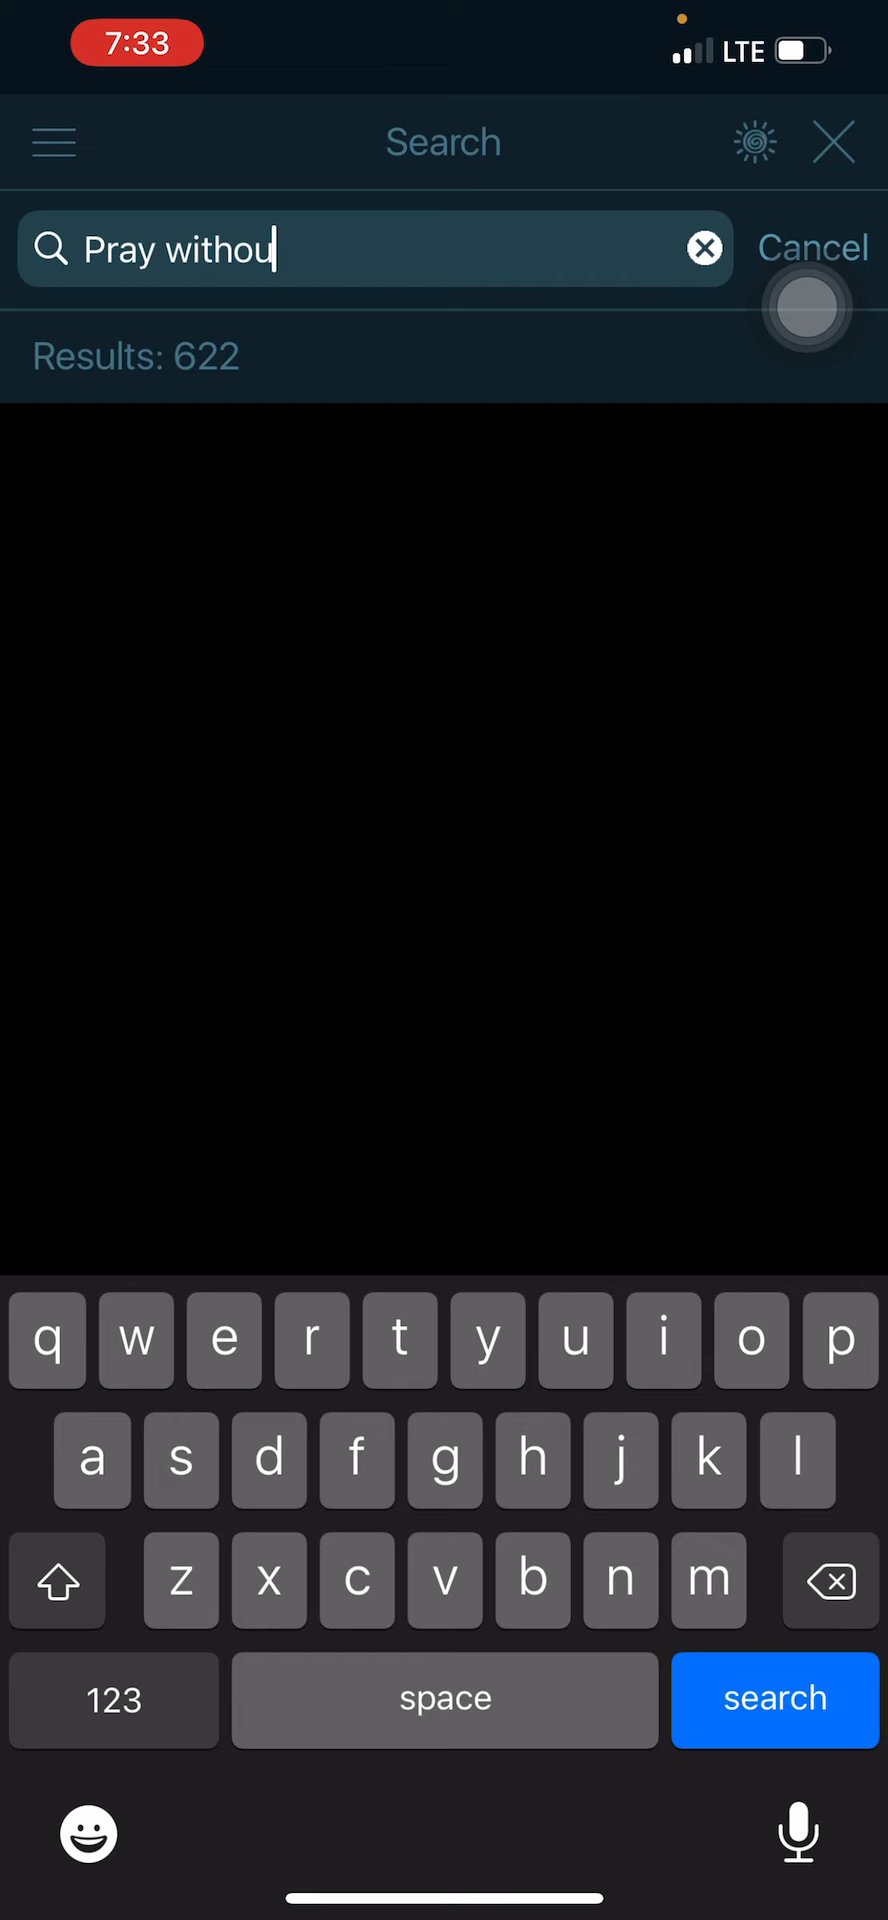 7:33
LTE
Search
Pray withou
Cancel
Results: 622
q w e r t y u i o p
a s d f g h j k l
z x c v b n m
123 space search